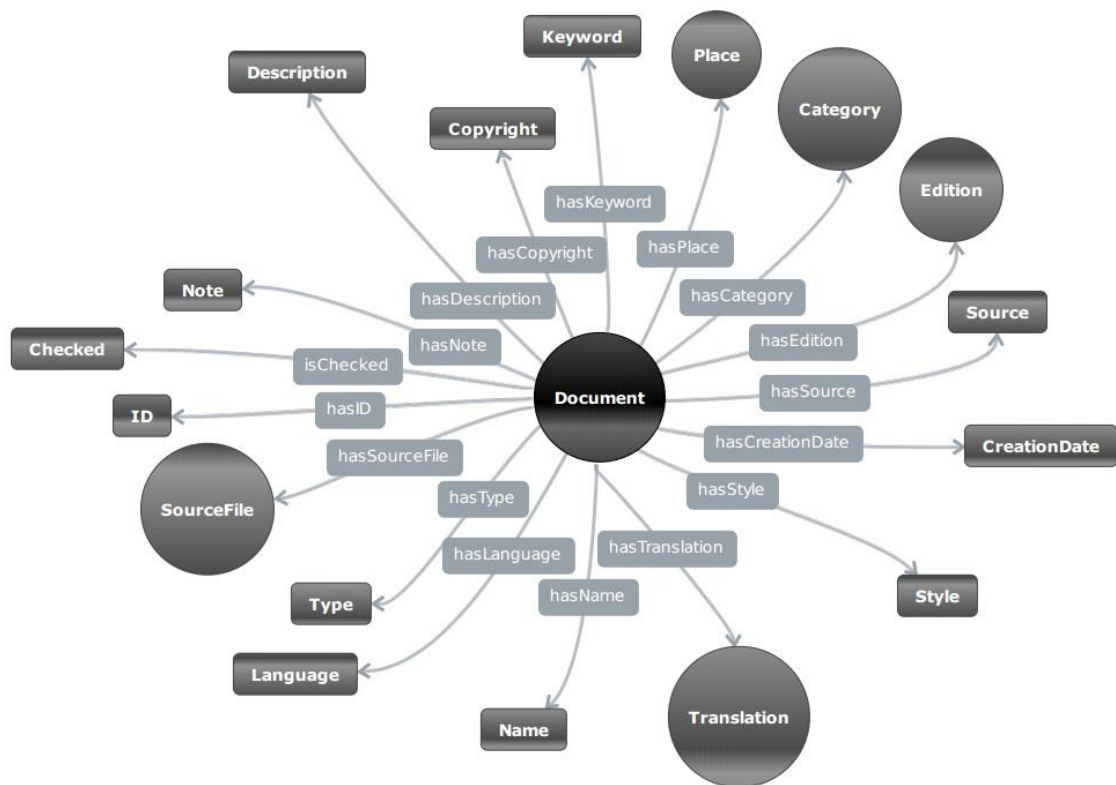 Keyword
Place
Description
Category
Copyright
Edition
hasKeyword
hasPlace
hasCopyright
Note
hasDescription
hasCategory
Source
hasNote
hasEdition
Checked
isChecked
hasSource
Document
ID
hasID
hasCreationDate
CreationDate
hasSourceFile
hasStyle
SourceFile
hasType
hasTranslation
hasLanguage
hasName
Type
Style
Language
Name
Translation